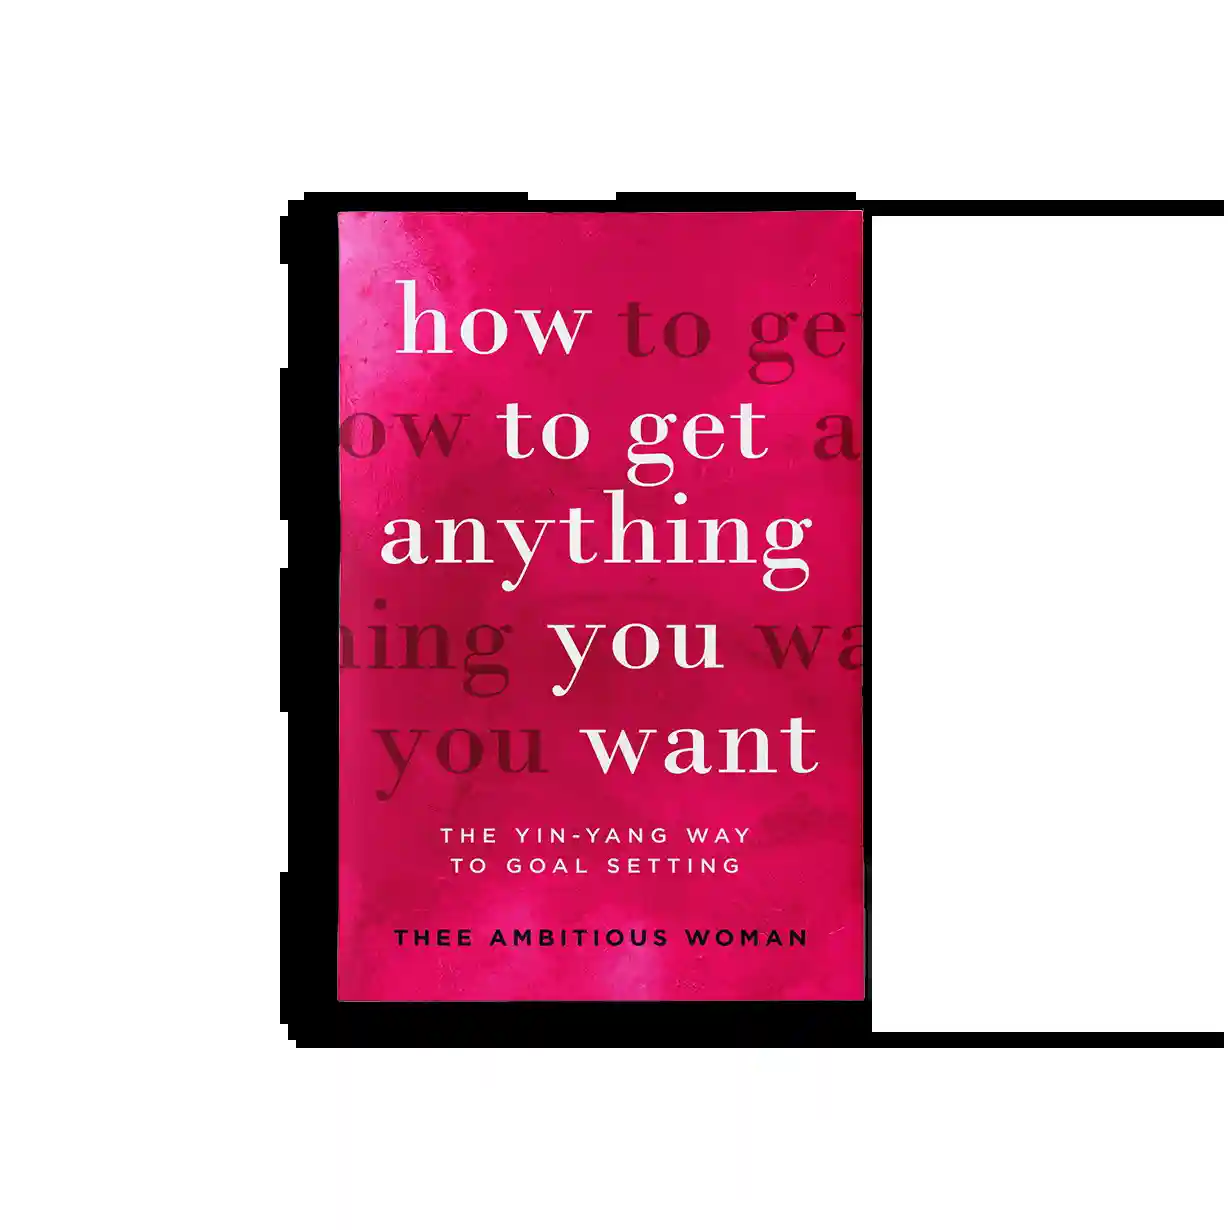 how to ge
ow to get a
anything
hing you wa
you want
THE YIN-YANG WAY
TO GOAL SETTING
THEE AMBITIOUS WOMAN